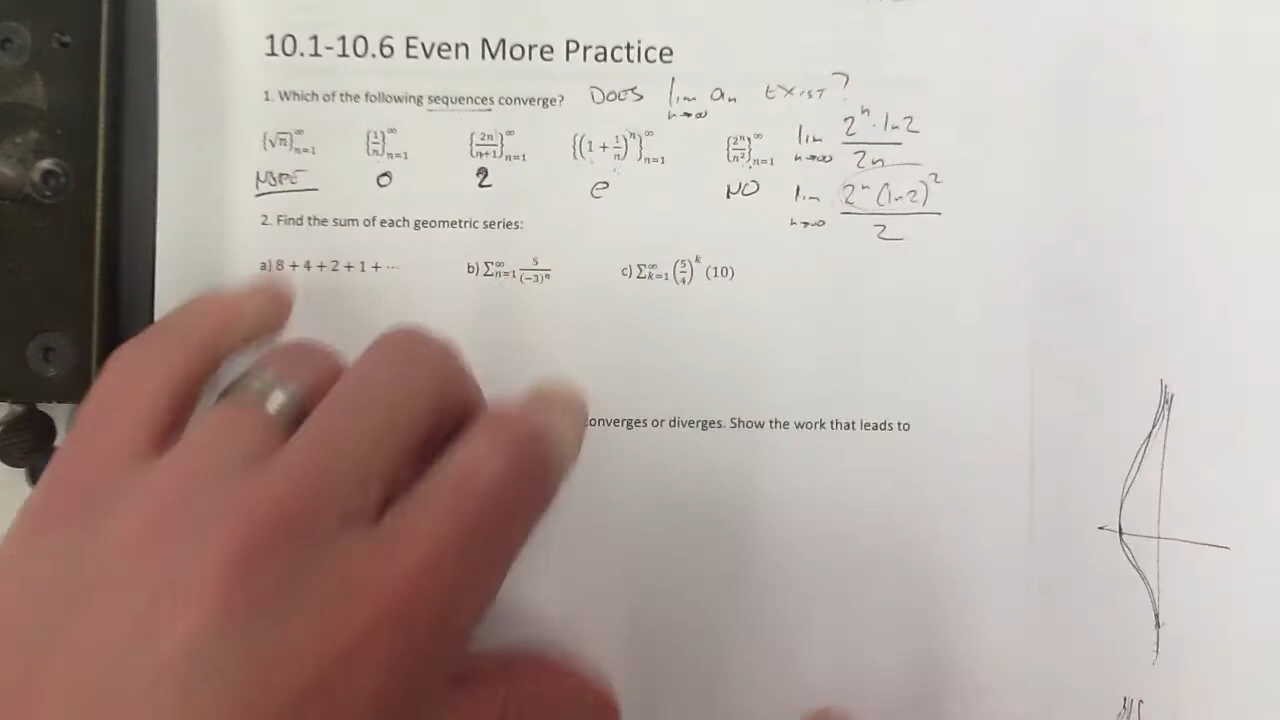 10.1-10.6 Even More Practice
1. Which of the following sequences converge? DOES lim n→∞ an EXIST?
{√n}∞n=1 {1/n}∞n=1 {2n/n+1}∞n=1 {(1 + 1/n)^n}∞n=1 {2^n/n^2}∞n=1 lim n→∞ 2^n · ln2 / 2n
NOPE 0 2 e NO lim n→∞ 2^n (ln2)^2 / 2
2. Find the sum of each geometric series:
a) 8 + 4 + 2 + 1 + ⋯ b) ∑∞n=1 5/(−3)^n c) ∑∞k=1 (5/4)^k (10)
converges or diverges. Show the work that leads to